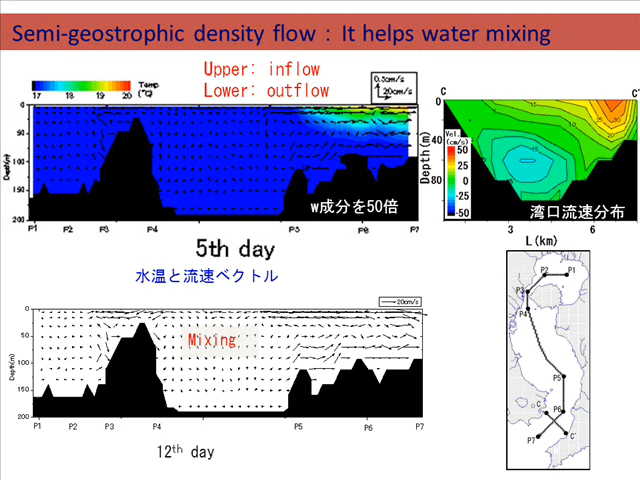 Semi-geostrophic density flow : It helps water mixing
Upper: inflow
Lower: outflow
Temp
(°C)
17 18 19 20
0.5cm/s
20cm/s
0
50
100
150
200
Depth(m)
P1 P2 P3 P4 P5 P6 P7
w成分を50倍
5th day
水温と流速ベクトル
C C'
Depth(m)
40
80
Vel.
(cm/s)
50
25
0
-25
-50
湾口流速分布
3 6
L(km)
20cm/s
0
50
100
150
200
Depth(m)
Mixing
P1 P2 P3 P4 P5 P6 P7
12th day
P2 P1
P3
P4
P5
C P6
P7 C'